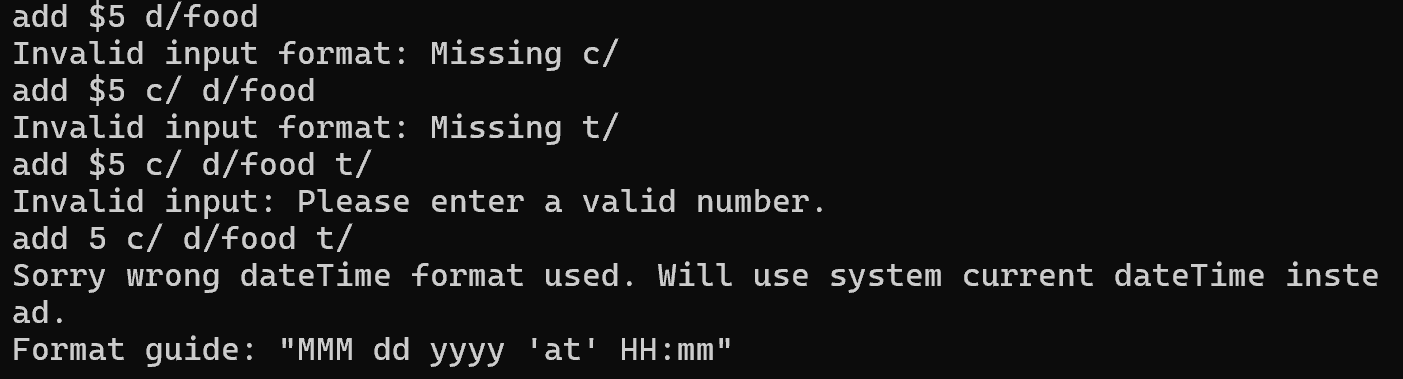 add $5 d/food
Invalid input format: Missing c/
add $5 c/ d/food
Invalid input format: Missing t/
add $5 c/ d/food t/
Invalid input: Please enter a valid number.
add 5 c/ d/food t/
Sorry wrong dateTime format used. Will use system current dateTime inste
ad.
Format guide: "MMM dd yyyy 'at' HH:mm"